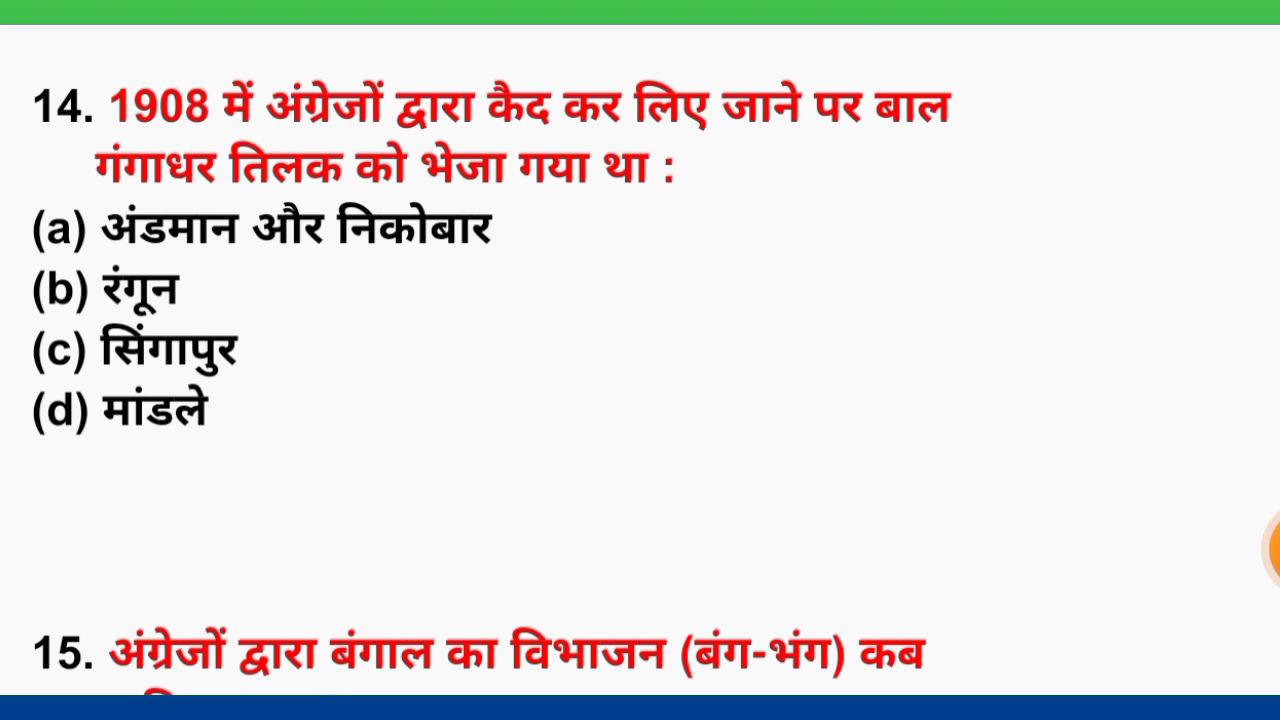 14. 1908 में अंग्रेजों द्वारा कैद कर लिए जाने पर बाल
गंगाधर तिलक को भेजा गया था :
(a) अंडमान और निकोबार
(b) रंगून
(c) सिंगापुर
(d) मांडले
15. अंग्रेजों द्वारा बंगाल का विभाजन (बंग-भंग) कब